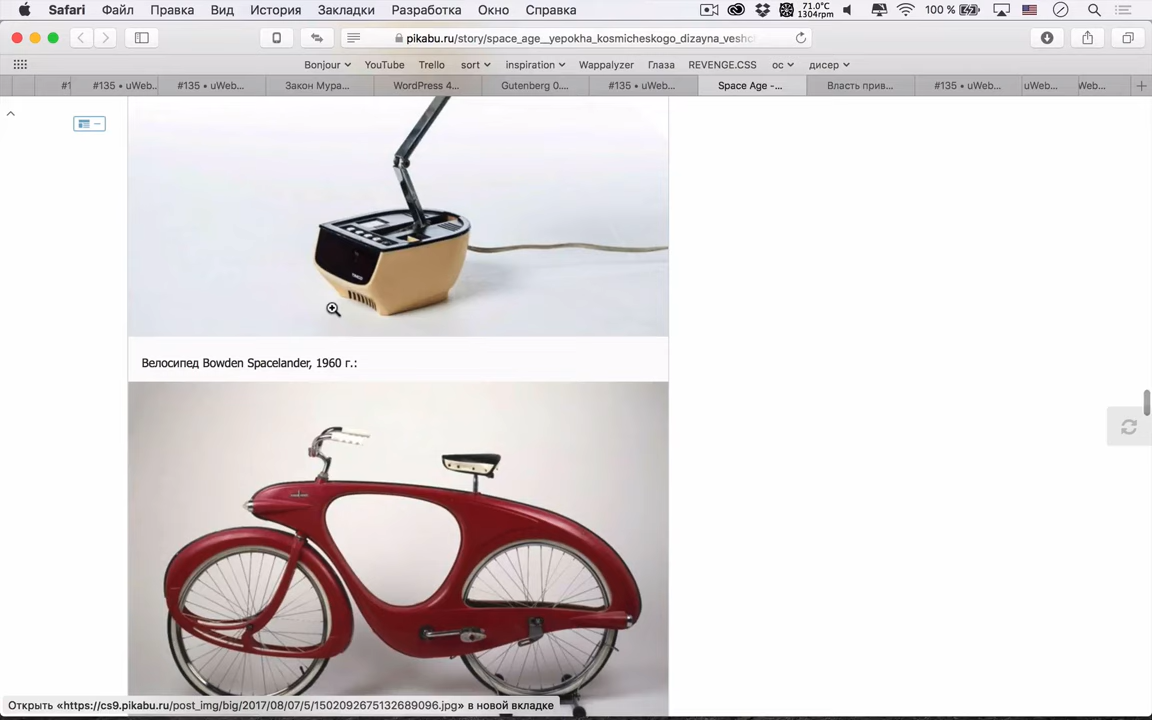 Safari Файл Правка Вид История Закладки Разработка Окно Справка 71.0°C 1304rpm 100 %
pikabu.ru/story/space_age__yepokha_kosmicheskogo_dizayna_veshch
Bonjour YouTube Trello sort inspiration Wappalyzer Глаза REVENGE.CSS ос дисер
#1 #135 • uWeb... #135 • uWeb... Закон Мура... WordPress 4... Gutenberg 0.... #135 • uWeb... Space Age -... Власть прив... #135 • uWeb... uWeb... Web...
Велосипед Bowden Spacelander, 1960 г.:
Открыть «https://cs9.pikabu.ru/post_img/big/2017/08/07/5/1502092675132689096.jpg» в новой вкладке